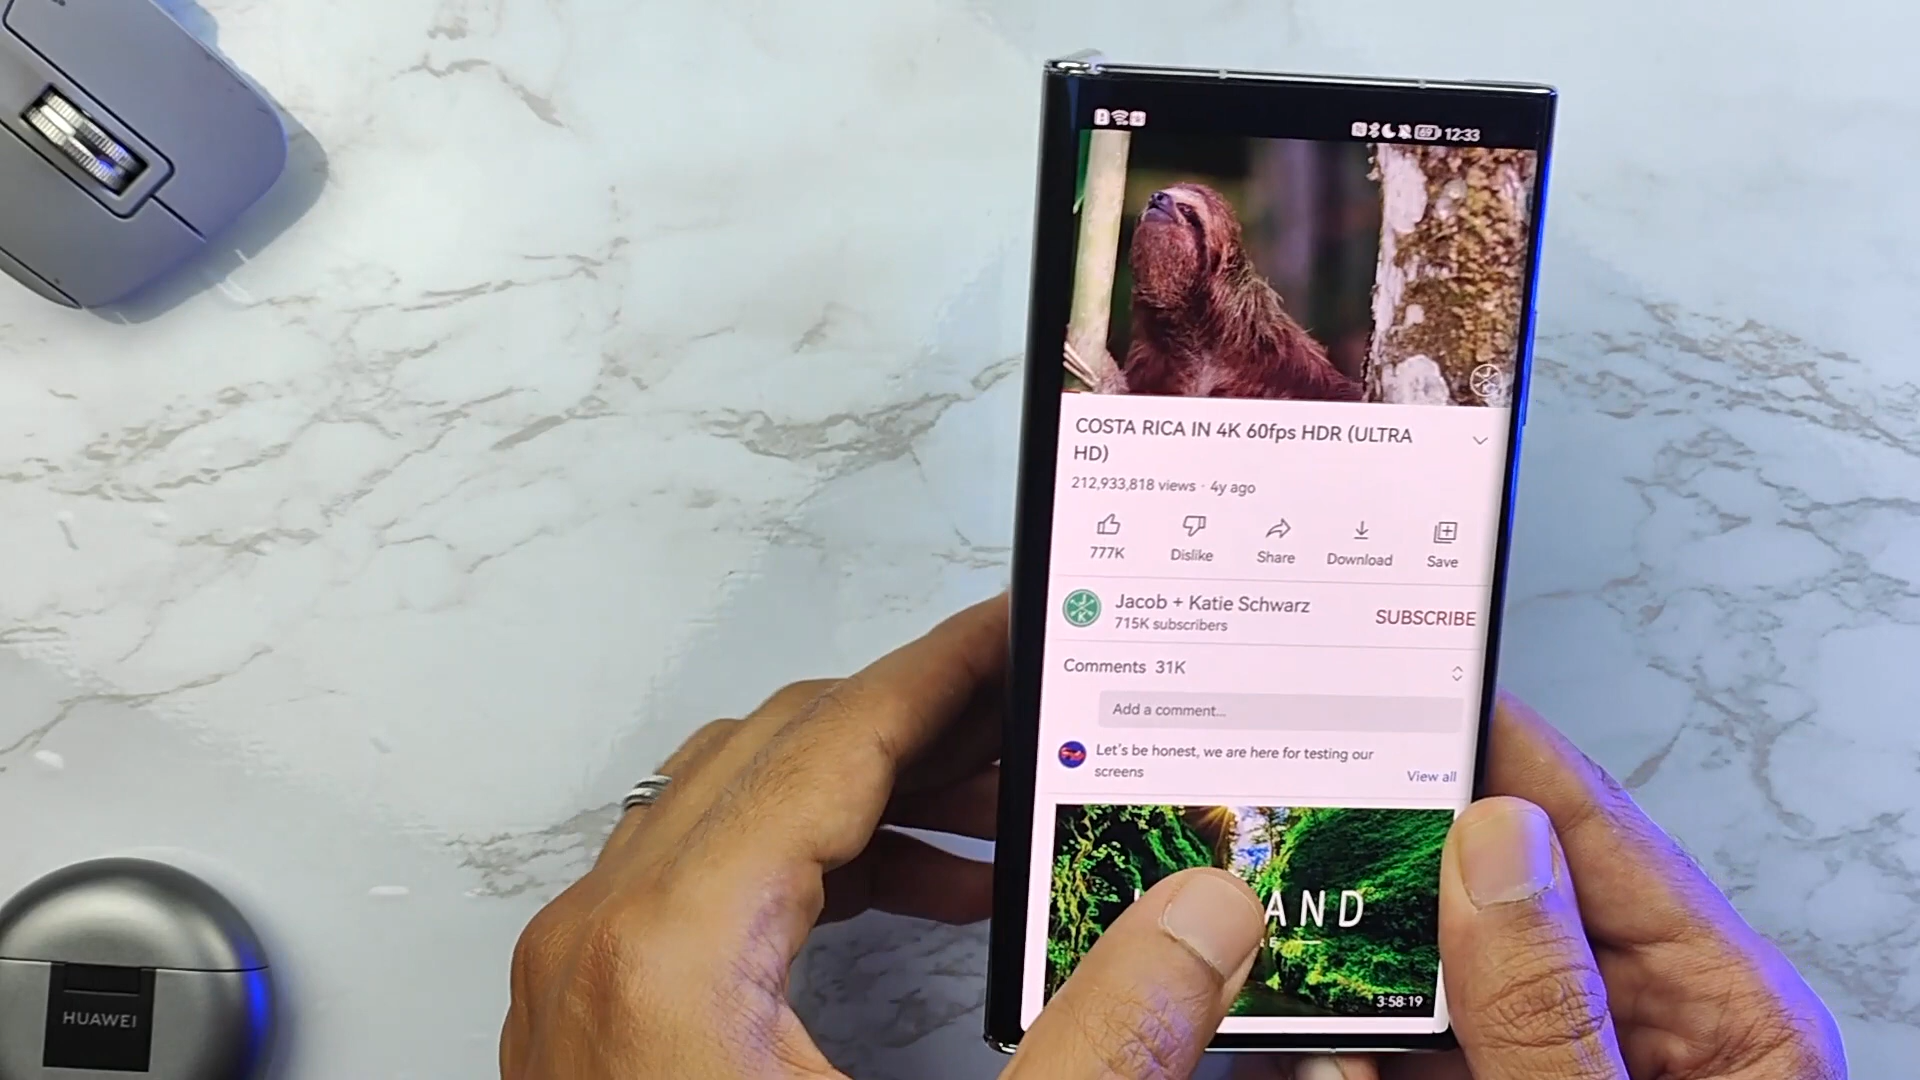 69 12:33
COSTA RICA IN 4K 60fps HDR (ULTRA
HD)
212,933,818 views · 4y ago
777K Dislike Share Download Save
Jacob + Katie Schwarz
715K subscribers
SUBSCRIBE
Comments 31K
Add a comment...
Let's be honest, we are here for testing our
screens
View all
3:58:19
HUAWEI